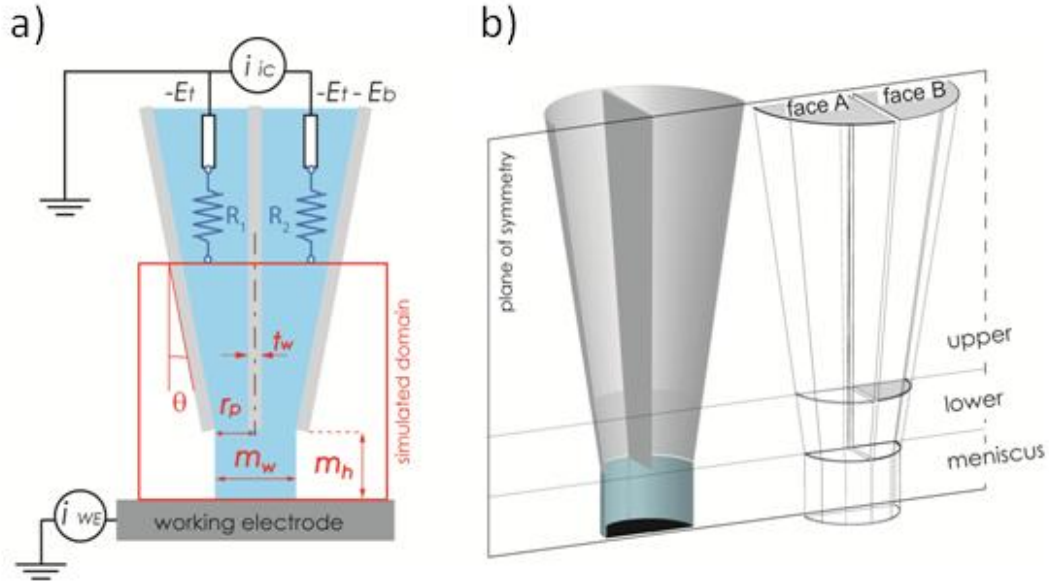 a)
b)
i ic
-Et
-Et - Eb
R1
R2
tw
θ
rp
mw
mh
simulated domain
i WE
working electrode
plane of symmetry
face A
face B
upper
lower
meniscus